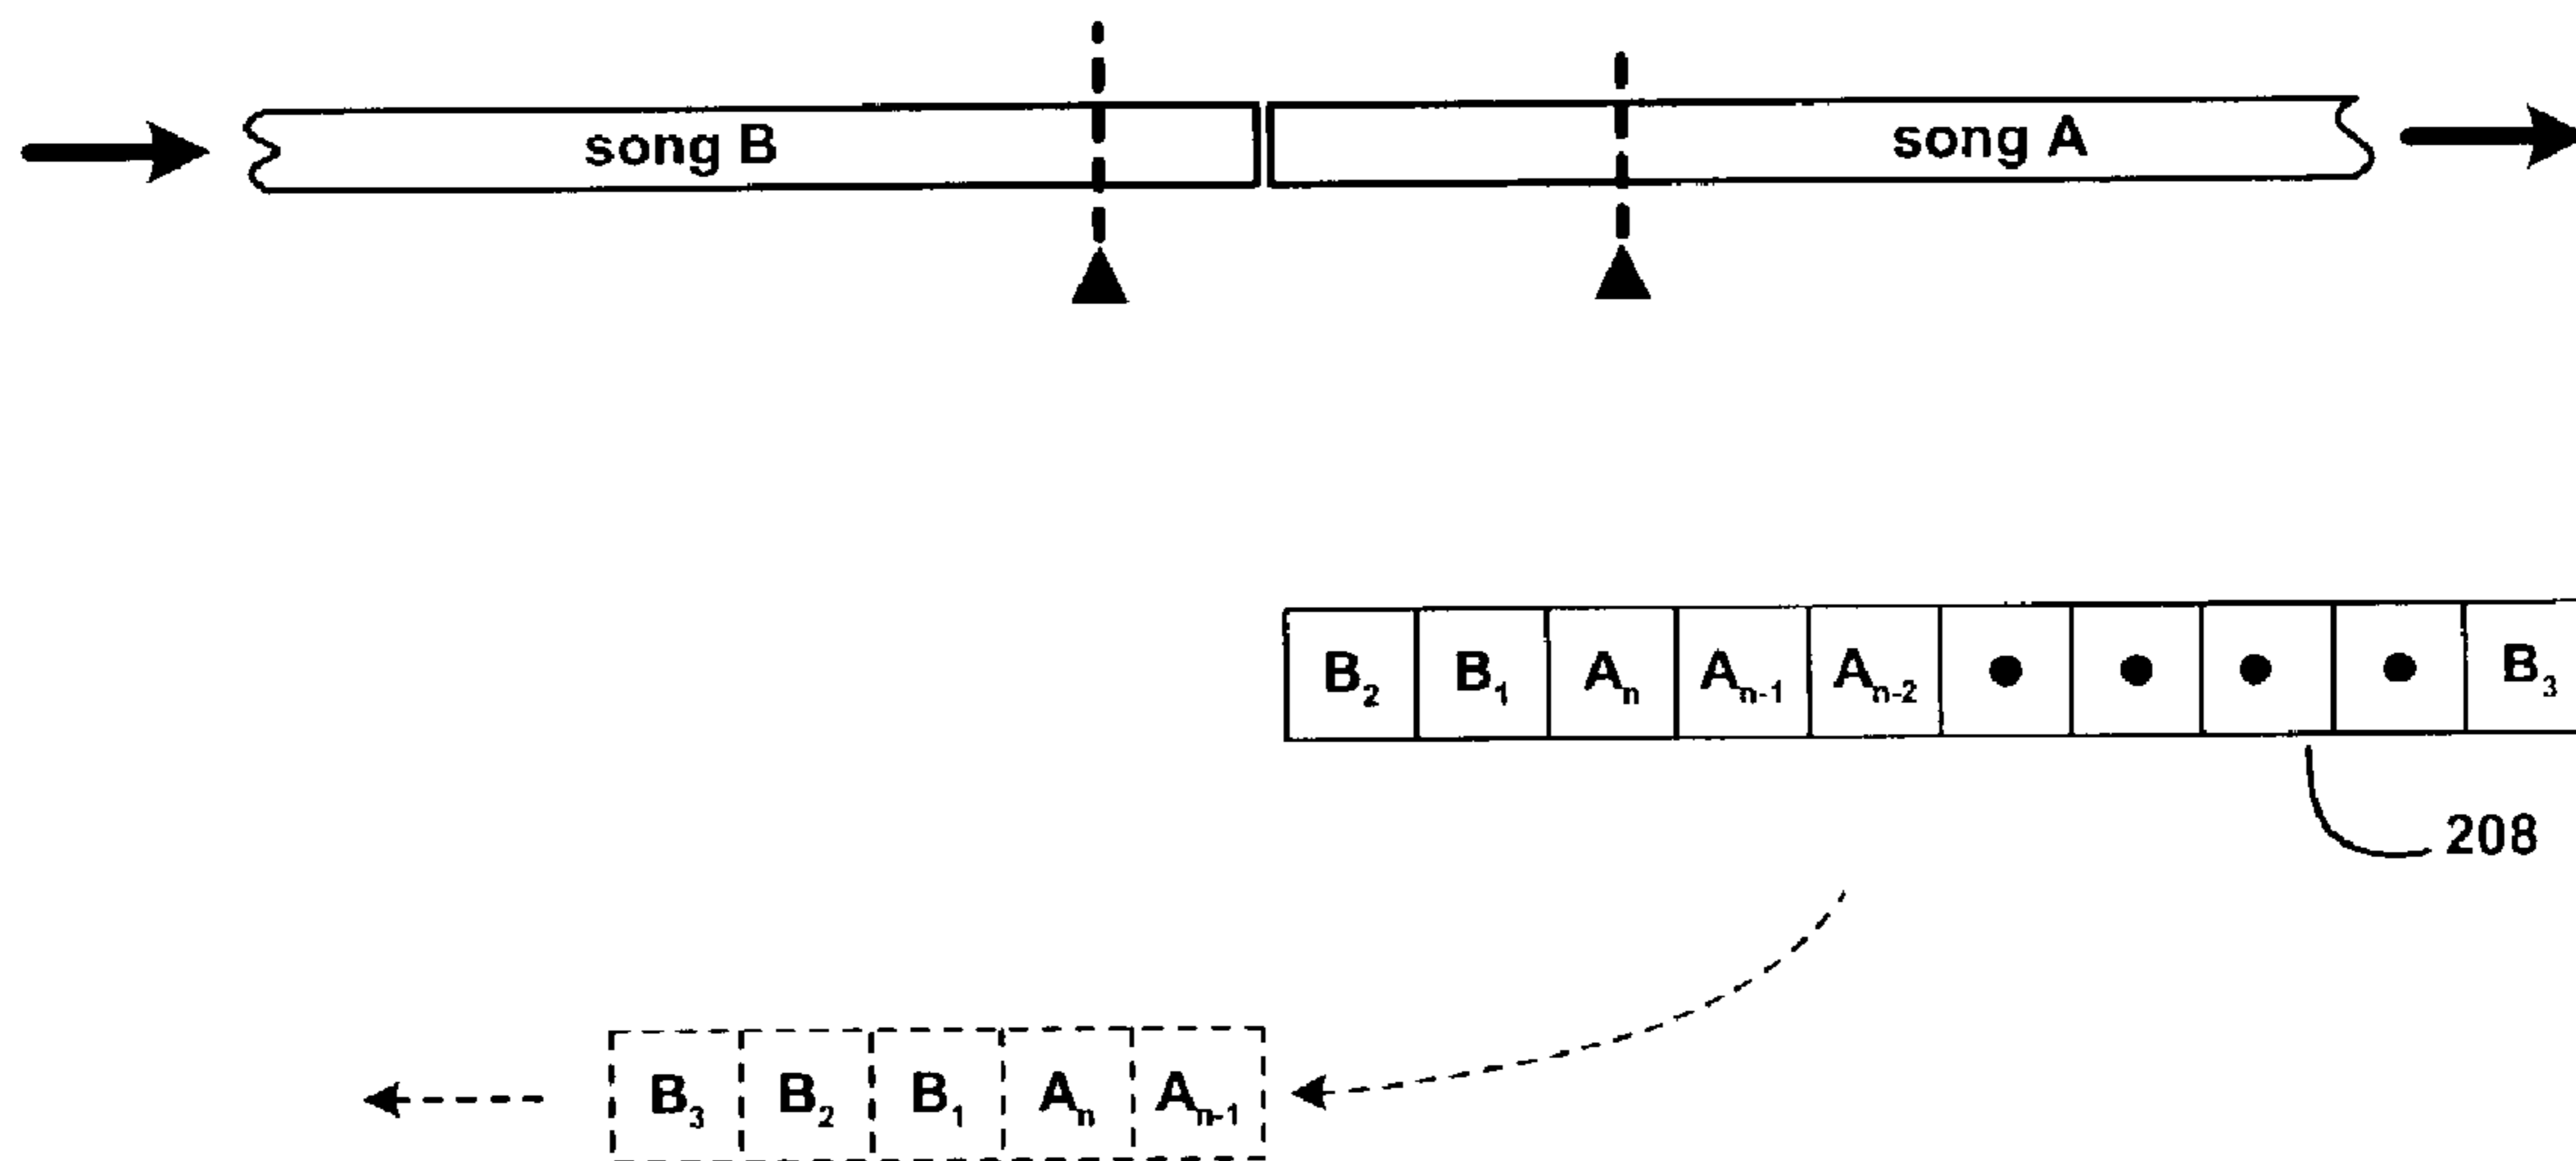 song B song A
B₂ B₁ Aₙ Aₙ₋₁ Aₙ₋₂ ● ● ● ● B₃
208
B₃ B₂ B₁ Aₙ Aₙ₋₁